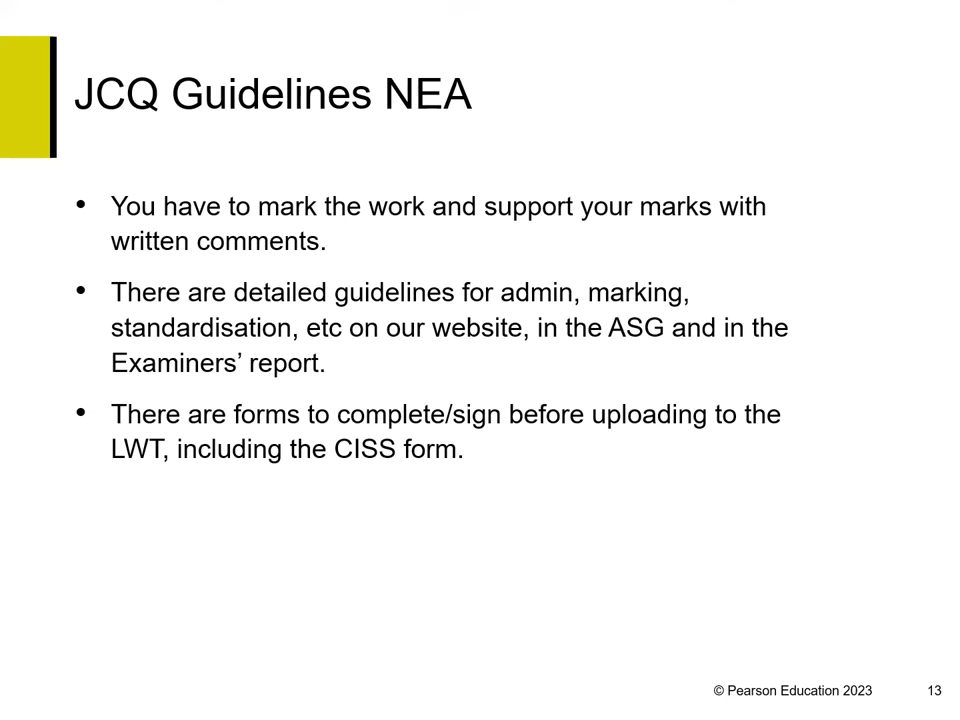 JCQ Guidelines NEA
• You have to mark the work and support your marks with
written comments.
• There are detailed guidelines for admin, marking,
standardisation, etc on our website, in the ASG and in the
Examiners’ report.
• There are forms to complete/sign before uploading to the
LWT, including the CISS form.
© Pearson Education 2023
13